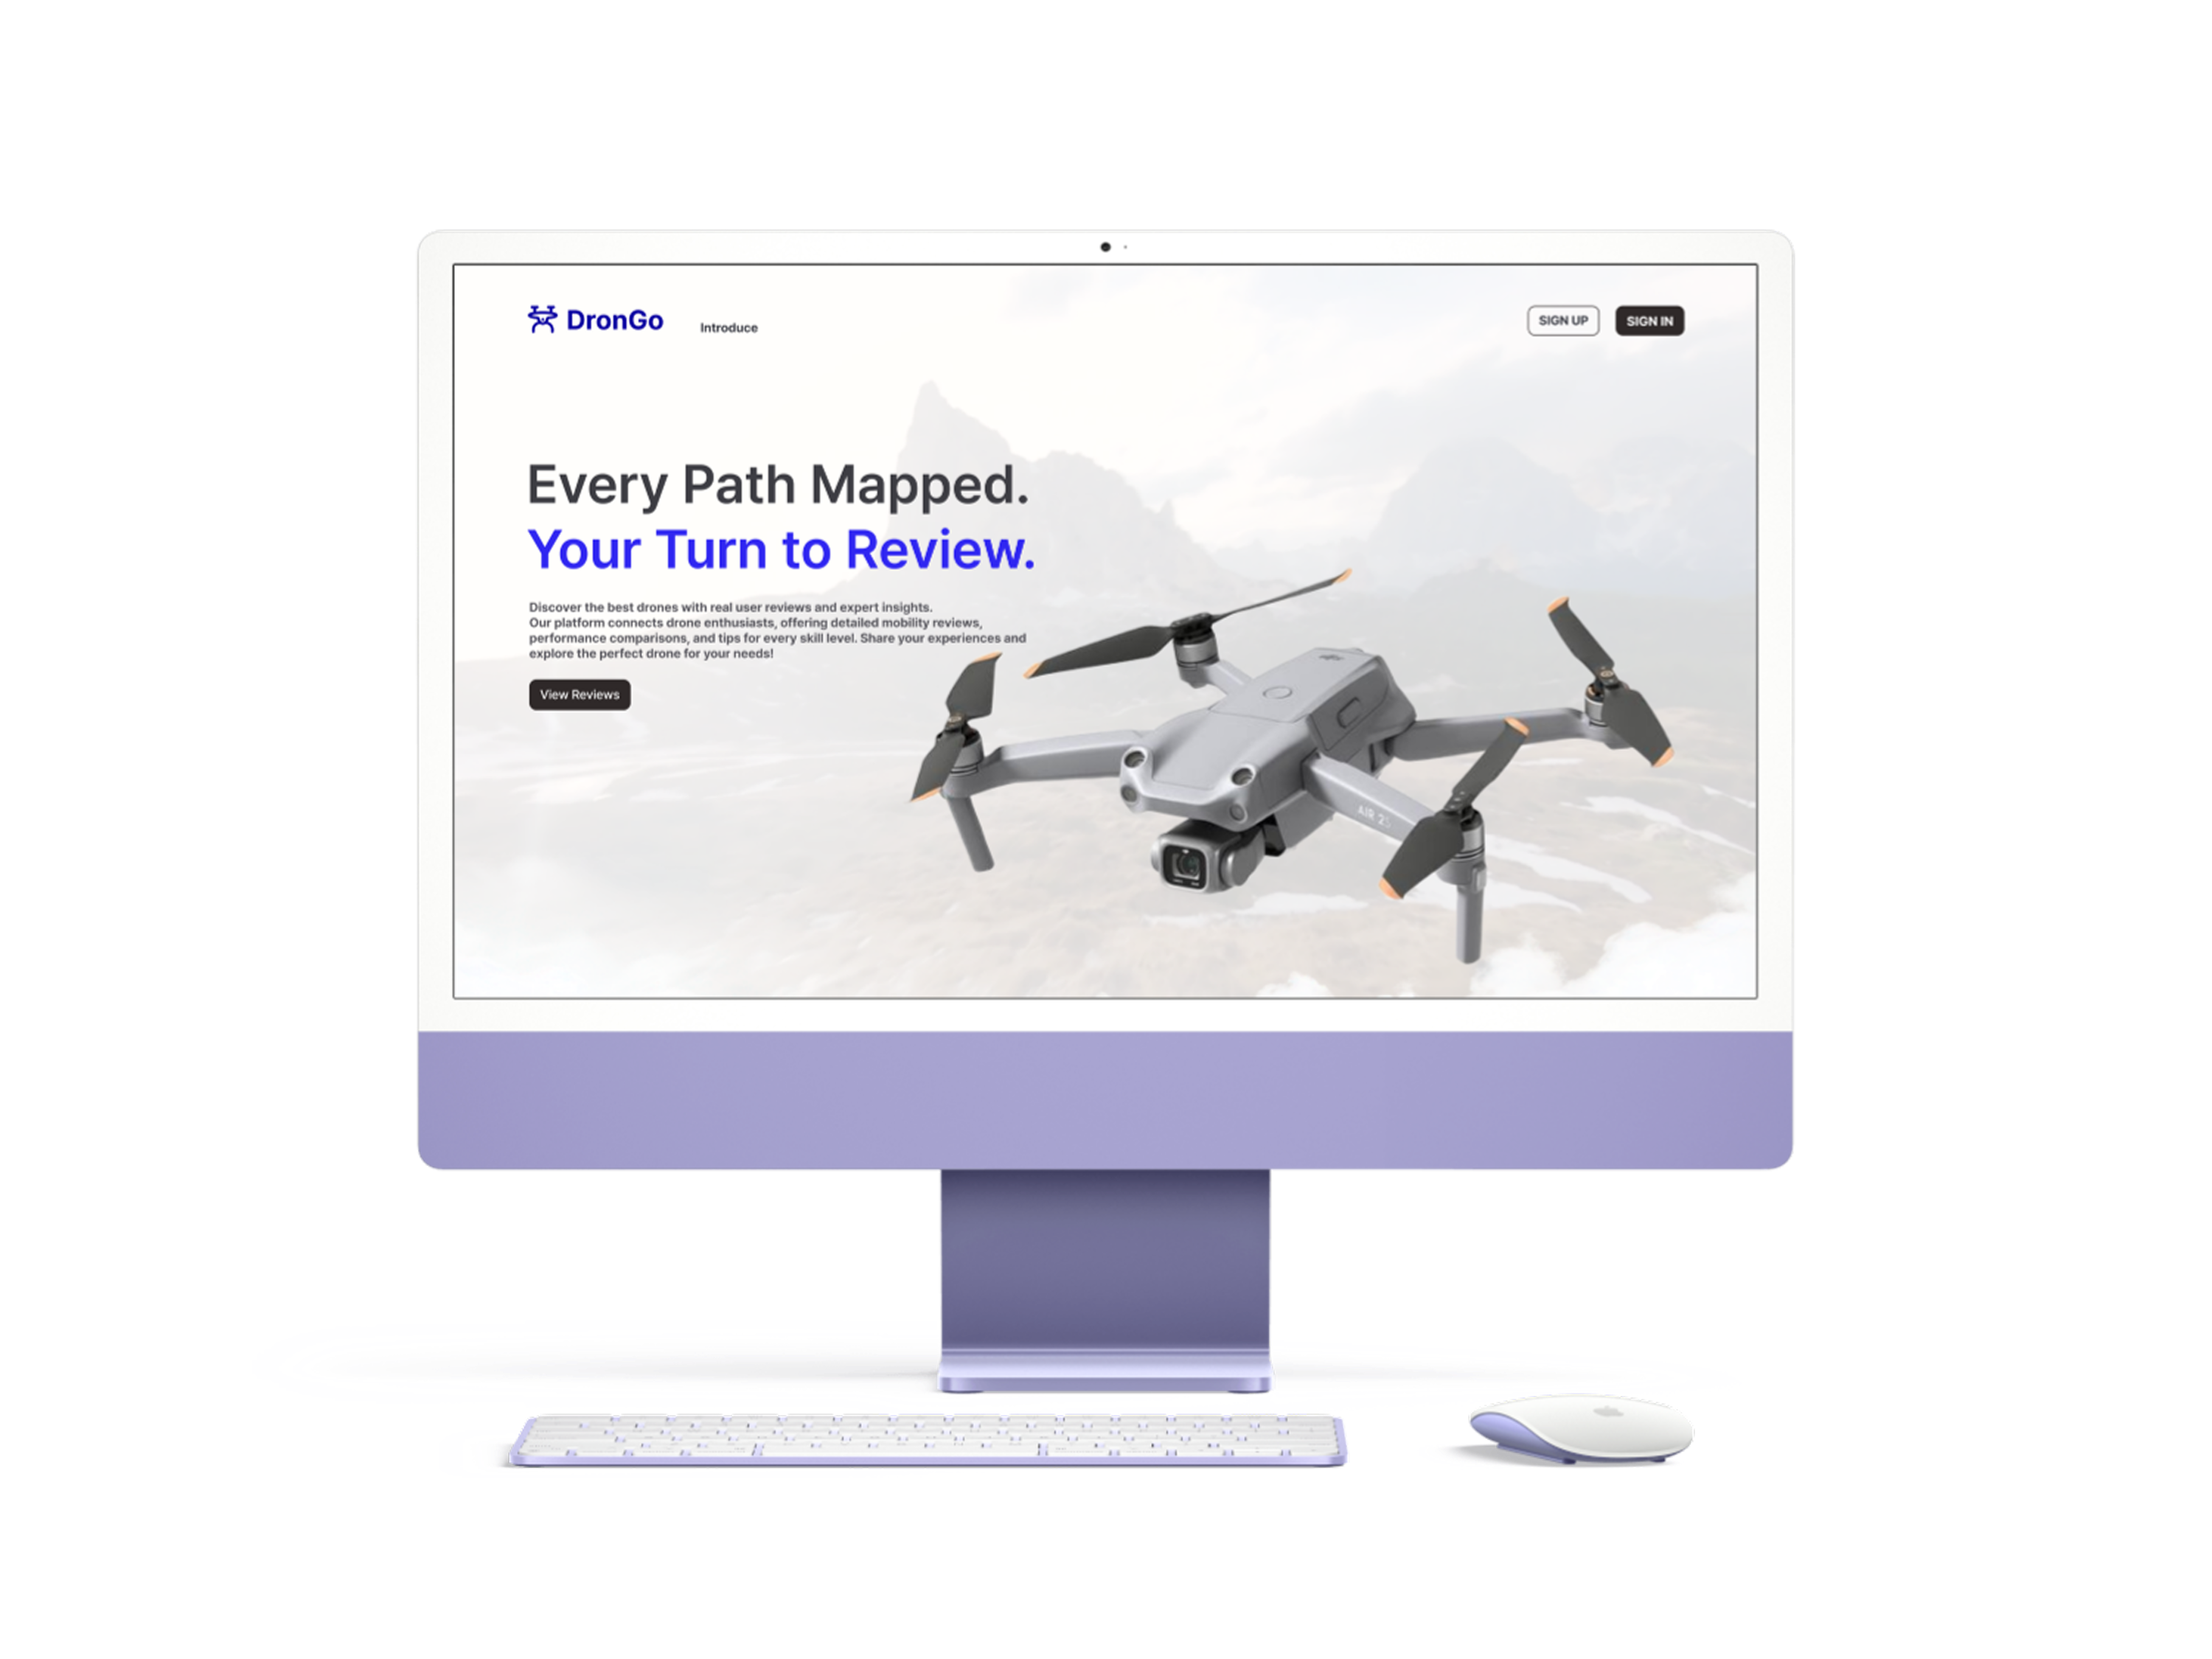 DronGo
Introduce
SIGN UP
SIGN IN
Every Path Mapped.
Your Turn to Review.
Discover the best drones with real user reviews and expert insights.
Our platform connects drone enthusiasts, offering detailed mobility reviews,
performance comparisons, and tips for every skill level. Share your experiences and
explore the perfect drone for your needs!
View Reviews
AIR 2S